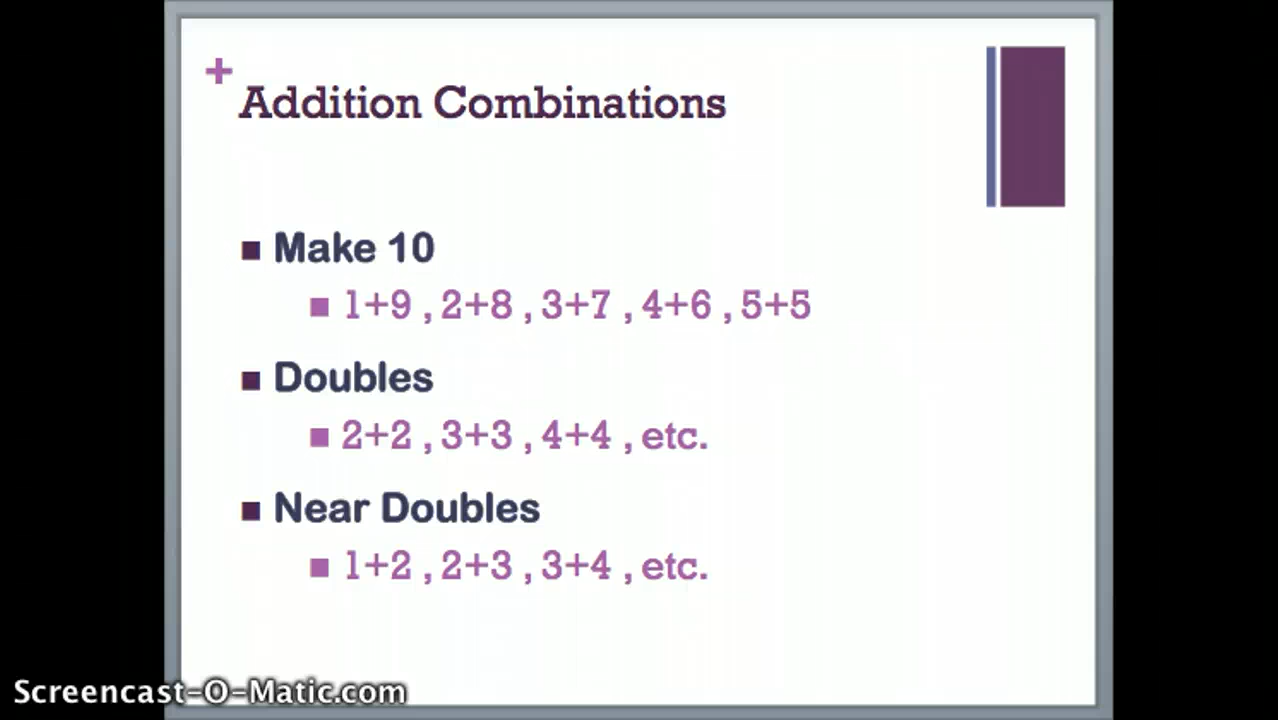 +
Addition Combinations
Make 10
1+9 , 2+8 , 3+7 , 4+6 , 5+5
Doubles
2+2 , 3+3 , 4+4 , etc.
Near Doubles
1+2 , 2+3 , 3+4 , etc.
Screencast-O-Matic.com